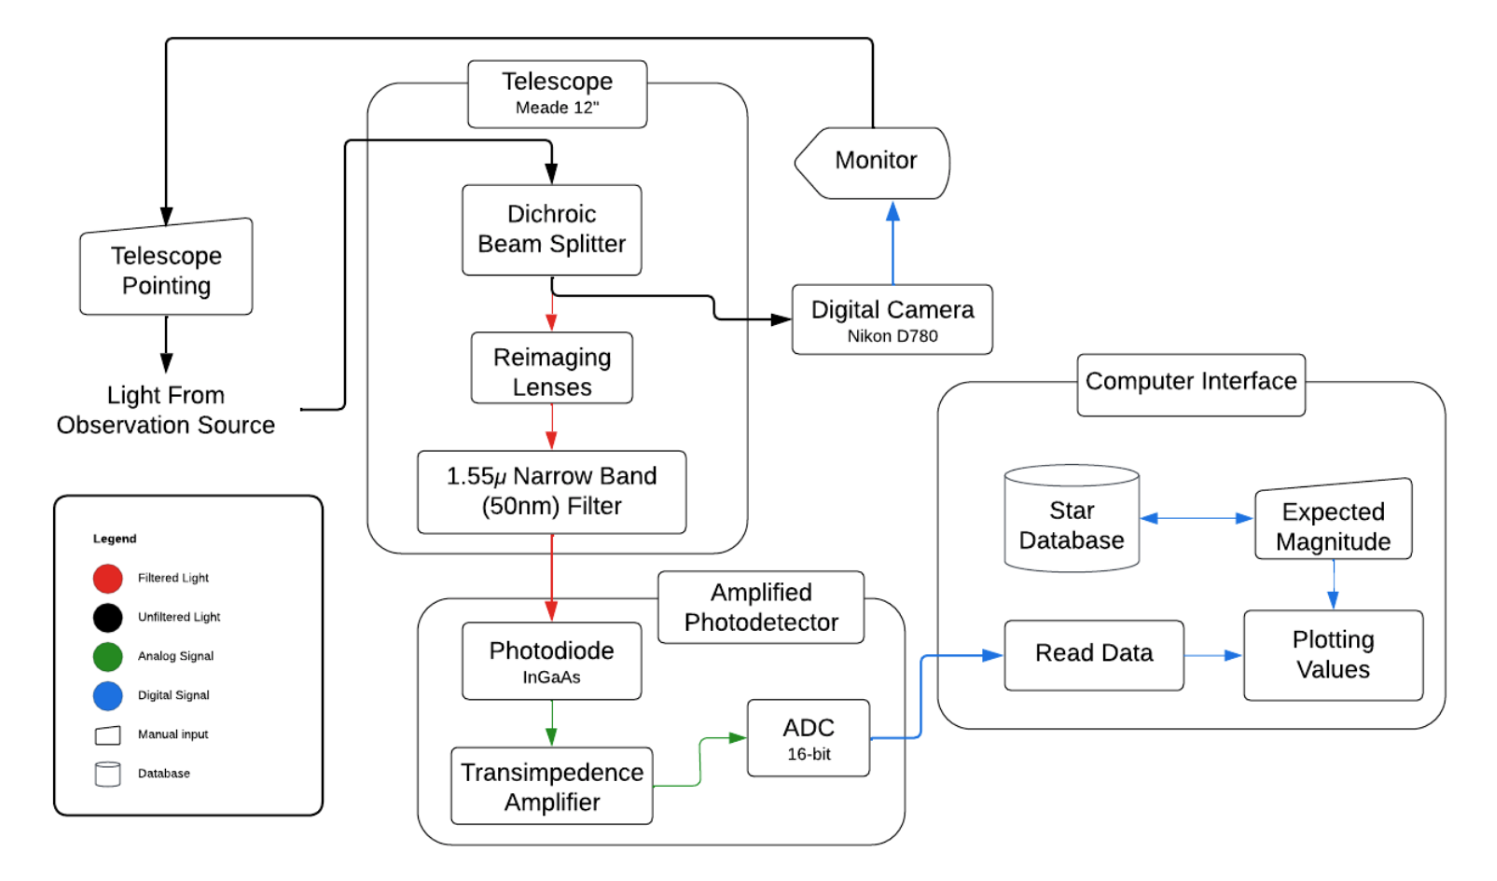 Telescope
Meade 12"
Monitor
Dichroic
Beam Splitter
Telescope
Pointing
Digital Camera
Nikon D780
Reimaging
Lenses
Light From
Observation Source
Computer Interface
1.55μ Narrow Band
(50nm) Filter
Star
Database
Expected
Magnitude
Legend
Filtered Light
Unfiltered Light
Analog Signal
Digital Signal
Manual input
Database
Amplified
Photodetector
Photodiode
InGaAs
Read Data
Plotting
Values
ADC
16-bit
Transimpedence
Amplifier